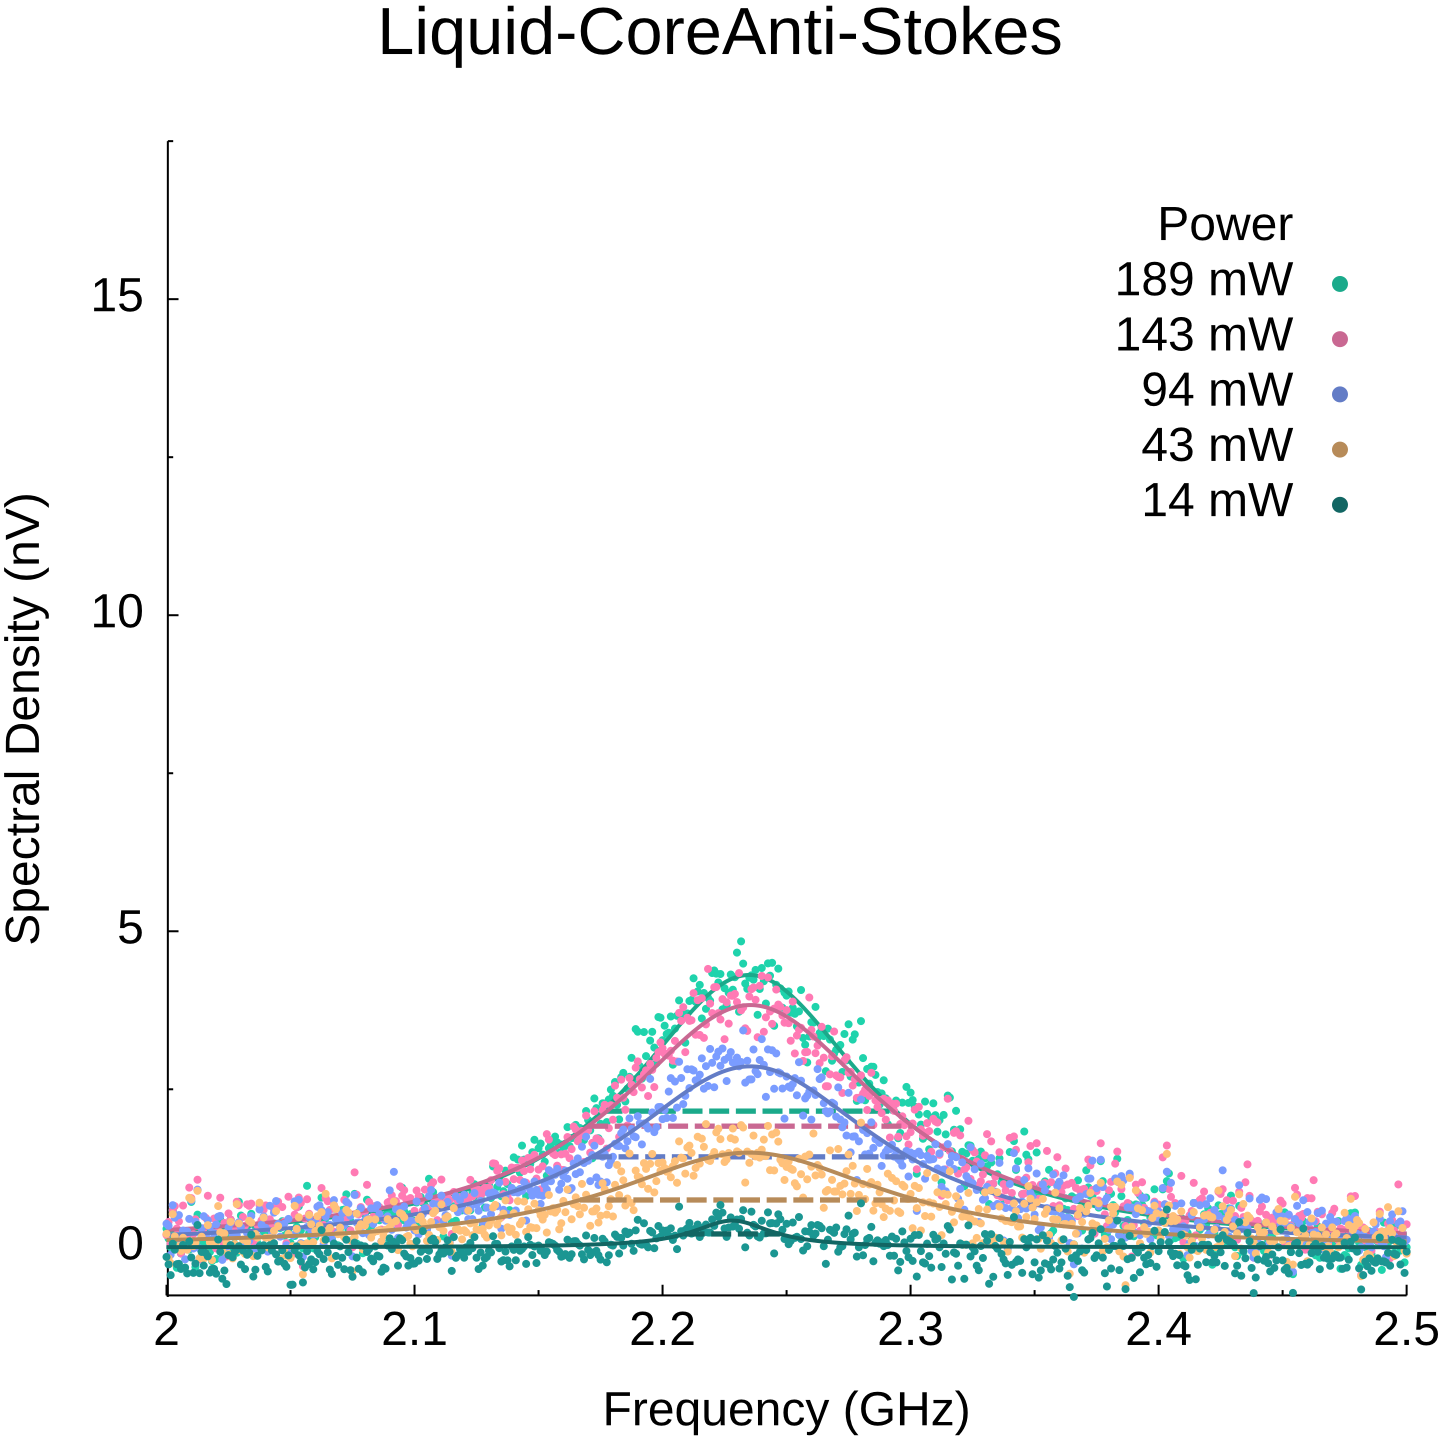 Liquid-CoreAnti-Stokes
Power
189 mW
143 mW
94 mW
43 mW
14 mW
15
10
5
0
Spectral Density (nV)
2 2.1 2.2 2.3 2.4 2.5
Frequency (GHz)